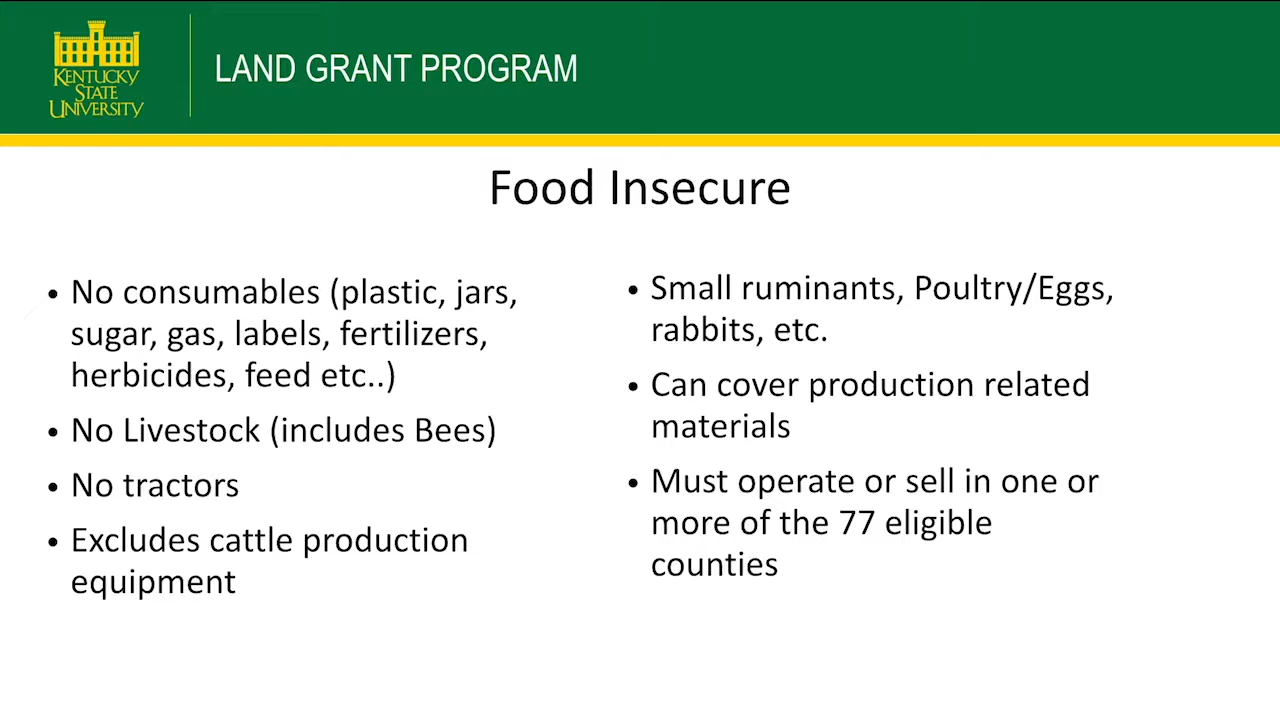 KENTUCKY
STATE
UNIVERSITY
LAND GRANT PROGRAM
Food Insecure
• No consumables (plastic, jars,
sugar, gas, labels, fertilizers,
herbicides, feed etc..)
• No Livestock (includes Bees)
• No tractors
• Excludes cattle production
equipment
• Small ruminants, Poultry/Eggs,
rabbits, etc.
• Can cover production related
materials
• Must operate or sell in one or
more of the 77 eligible
counties